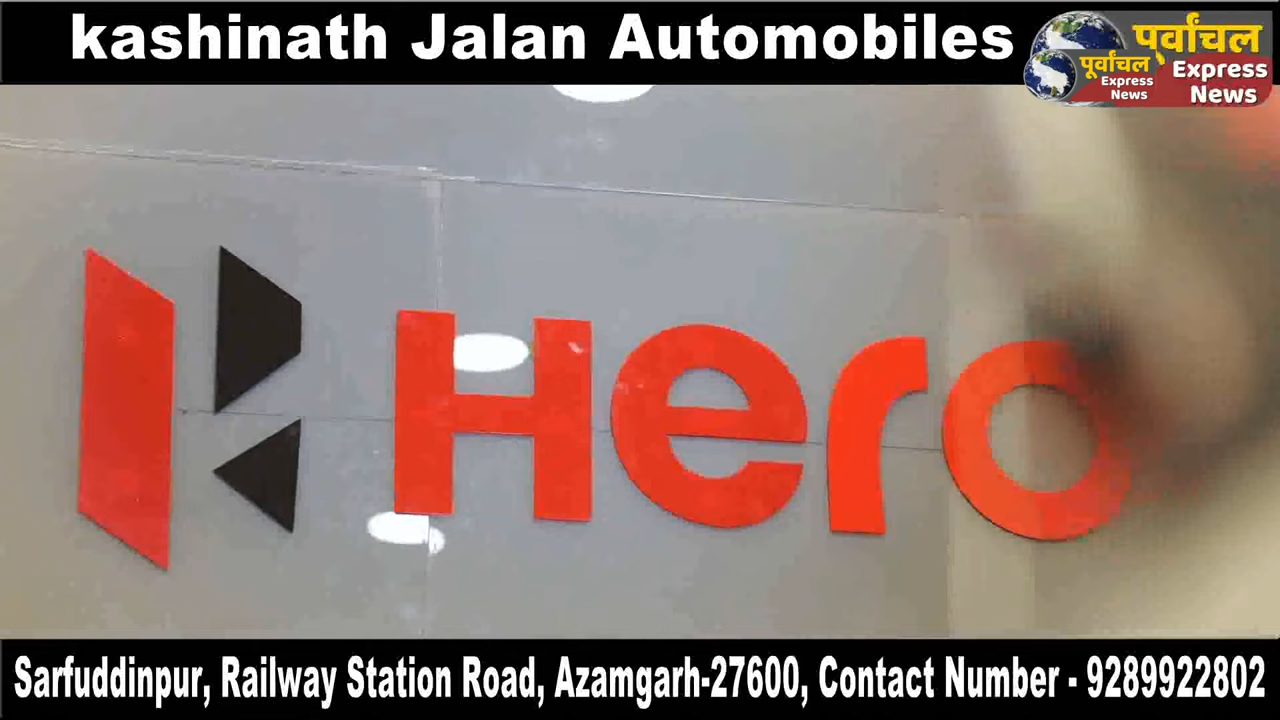 kashinath Jalan Automobiles
पूर्वांचल
Express
News
पूर्वांचल
Express
News
Hero
Sarfuddinpur, Railway Station Road, Azamgarh-27600, Contact Number - 9289922802